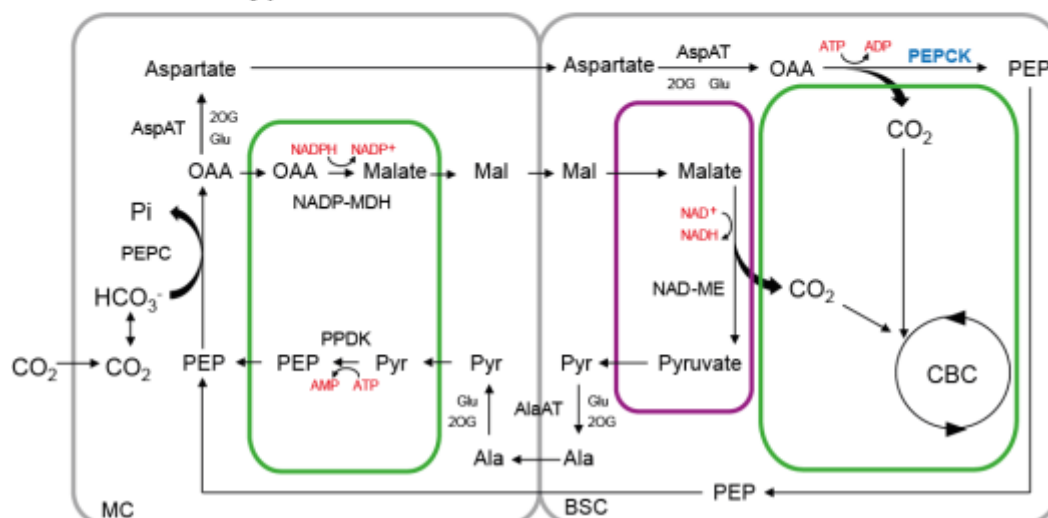 Aspartate
Aspartate
AspAT
2OG Glu
OAA
ATP ADP
PEPCK
PEP
AspAT
2OG
Glu
CO2
OAA
OAA
NADPH NADP+
Malate
NADP-MDH
Mal
Mal
Malate
Pi
PEPC
HCO3-
NAD+
NADH
NAD-ME
CO2
CO2
CO2
PEP
PEP
PPDK
AMP ATP
Pyr
Pyr
Pyr
Pyruvate
CBC
Glu
2OG
AlaAT
Glu
2OG
Ala
Ala
PEP
MC
BSC